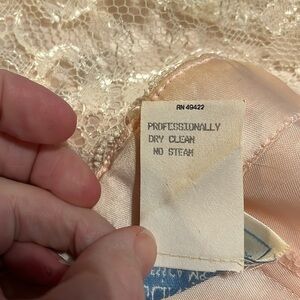 RN 49422
PROFESSIONALLY
DRY CLEAN
NO STEAM